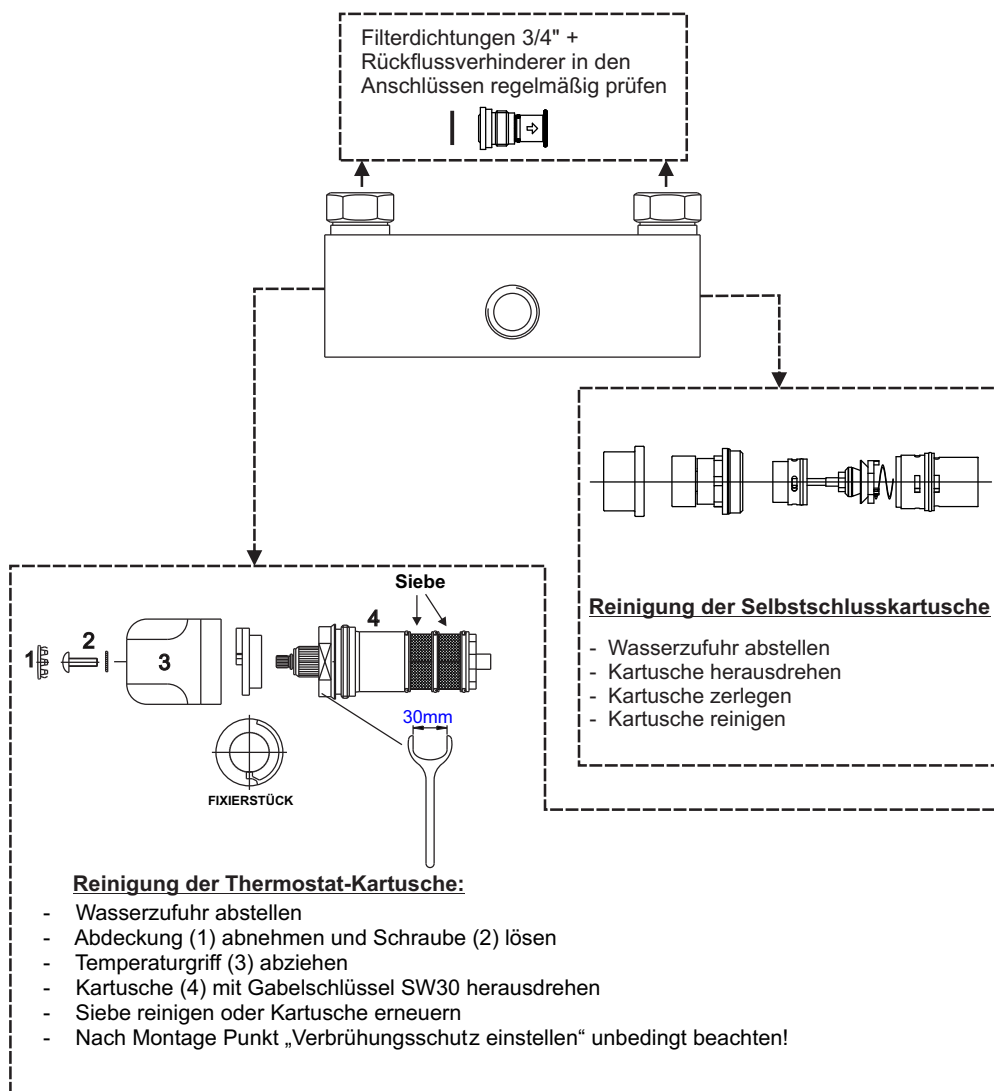 Filterdichtungen 3/4" +
Rückflussverhinderer in den
Anschlüssen regelmäßig prüfen
Reinigung der Selbstschlusskartusche
- Wasserzufuhr abstellen
- Kartusche herausdrehen
- Kartusche zerlegen
- Kartusche reinigen
Siebe
1
2
3
4
30mm
FIXIERSTÜCK
Reinigung der Thermostat-Kartusche:
- Wasserzufuhr abstellen
- Abdeckung (1) abnehmen und Schraube (2) lösen
- Temperaturgriff (3) abziehen
- Kartusche (4) mit Gabelschlüssel SW30 herausdrehen
- Siebe reinigen oder Kartusche erneuern
- Nach Montage Punkt „Verbrühungsschutz einstellen“ unbedingt beachten!